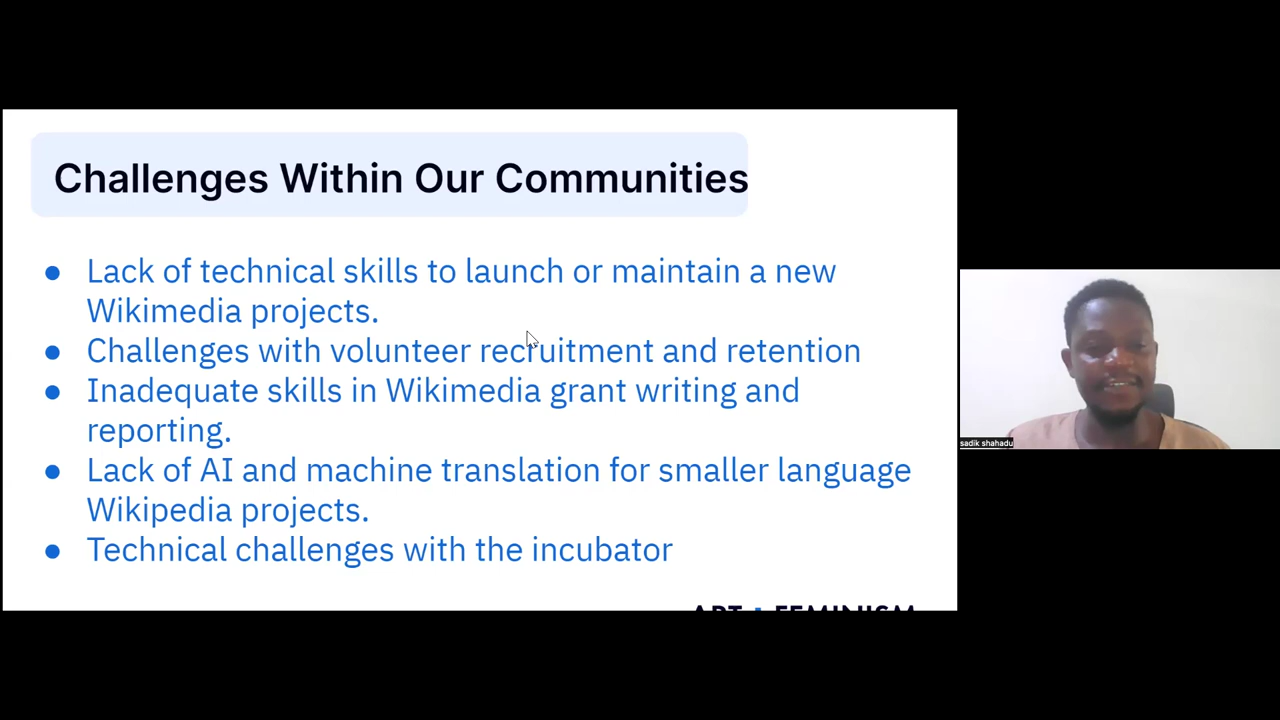 Challenges Within Our Communities
● Lack of technical skills to launch or maintain a new
Wikimedia projects.
● Challenges with volunteer recruitment and retention
● Inadequate skills in Wikimedia grant writing and
reporting.
● Lack of AI and machine translation for smaller language
Wikipedia projects.
● Technical challenges with the incubator
ART + FEMINISM
sadik shahadu